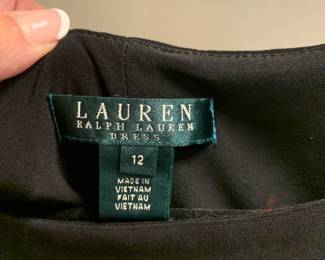 LAUREN
RALPH LAUREN
DRESS
12
MADE IN
VIETNAM
FAIT AU
VIETNAM